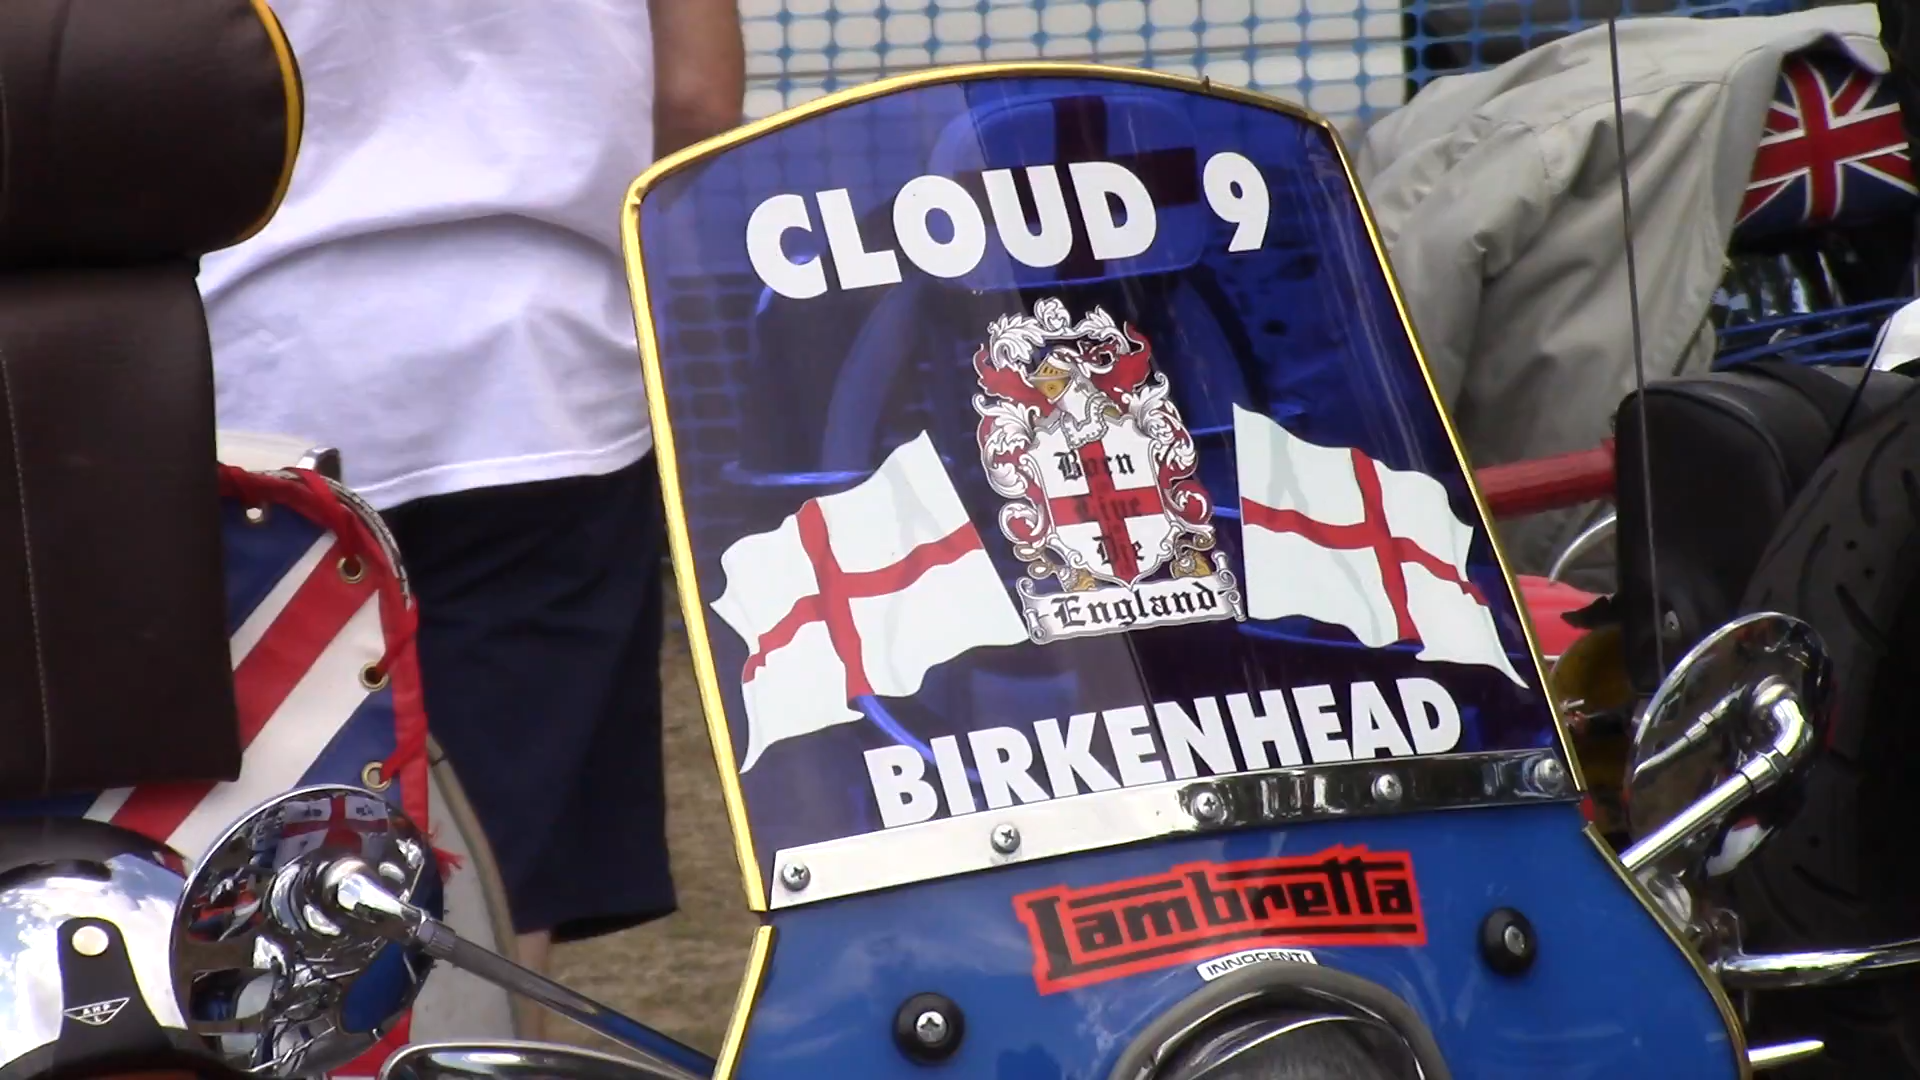 CLOUD 9
Born
Live
Die
England
BIRKENHEAD
Lambretta
INNOCENTI